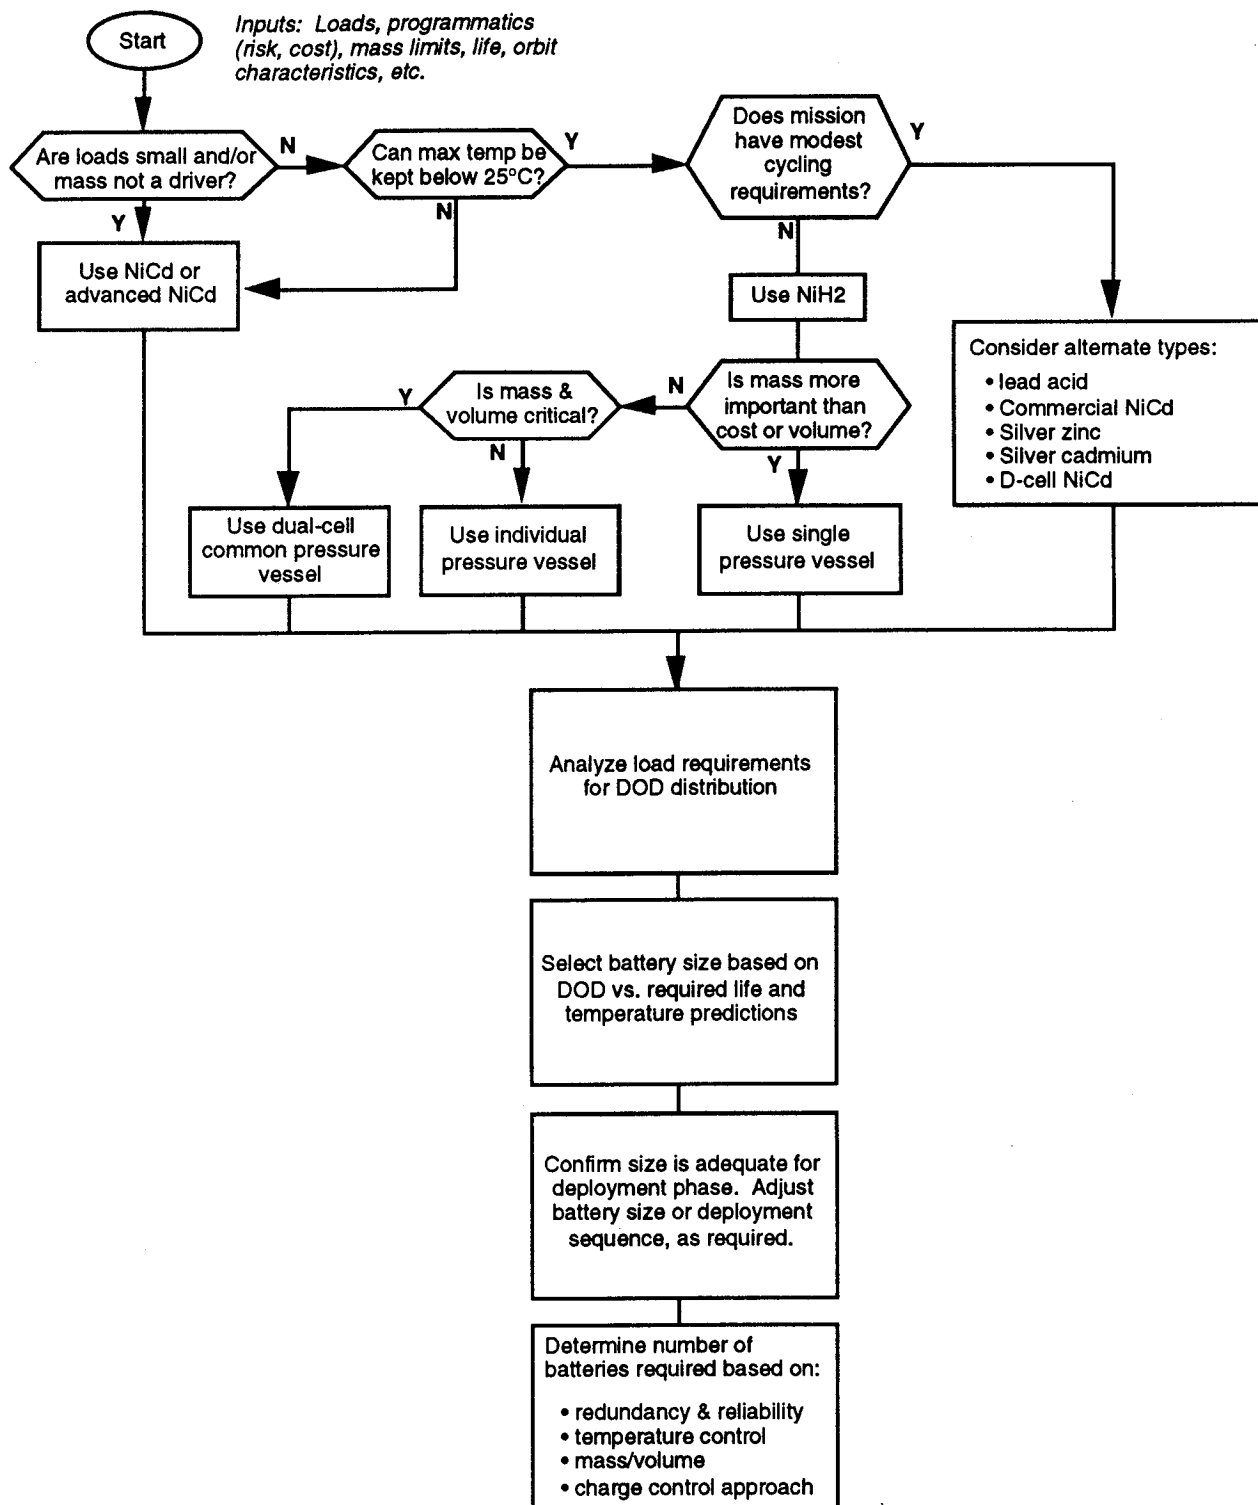 Start
Inputs: Loads, programmatics
(risk, cost), mass limits, life, orbit
characteristics, etc.
Are loads small and/or
mass not a driver?
N
Can max temp be
kept below 25°C?
Y
Does mission
have modest
cycling
requirements?
Y
Y
N
N
Use NiCd or
advanced NiCd
Use NiH2
Consider alternate types:
• lead acid
• Commercial NiCd
• Silver zinc
• Silver cadmium
• D-cell NiCd
Is mass more
important than
cost or volume?
N
Is mass &
volume critical?
Y
N
Y
Use dual-cell
common pressure
vessel
Use individual
pressure vessel
Use single
pressure vessel
Analyze load requirements
for DOD distribution
Select battery size based on
DOD vs. required life and
temperature predictions
Confirm size is adequate for
deployment phase. Adjust
battery size or deployment
sequence, as required.
Determine number of
batteries required based on:
• redundancy & reliability
• temperature control
• mass/volume
• charge control approach